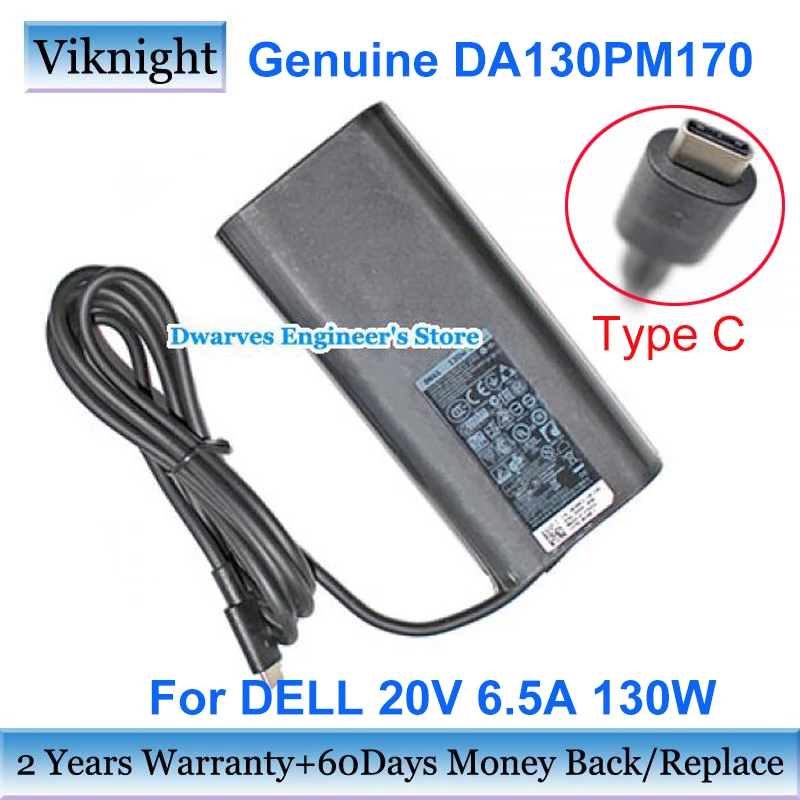 Viknight
Genuine DA130PM170
Type C
Dwarves Engineer's Store
DELL
For DELL 20V 6.5A 130W
2 Years Warranty+60Days Money Back/Replace